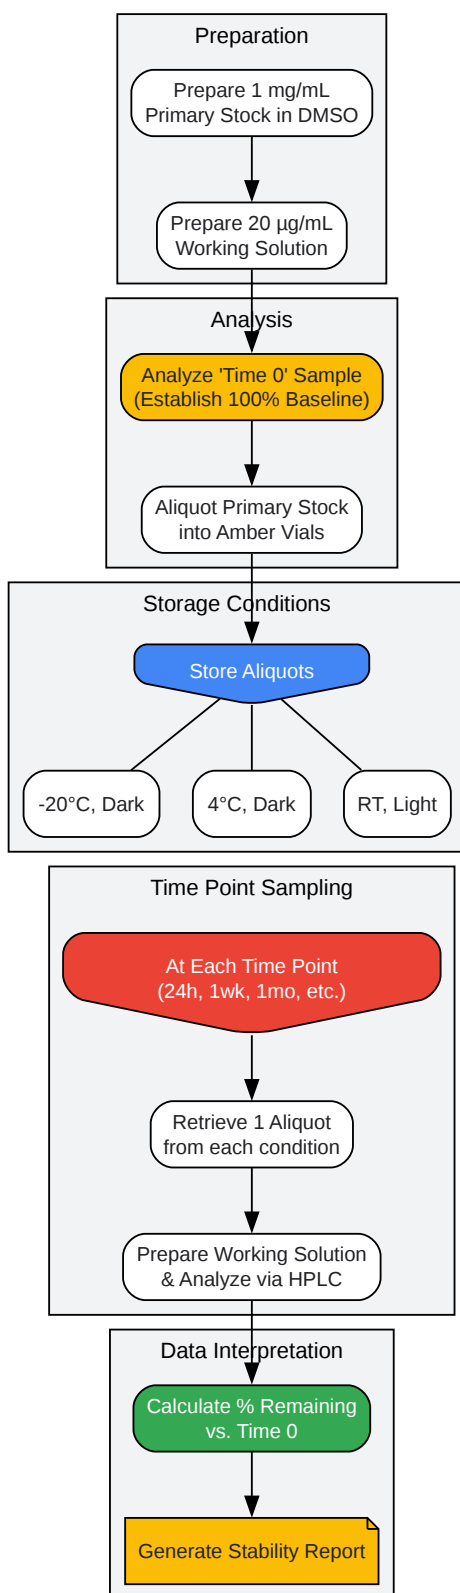 Preparation
Prepare 1 mg/mL
Primary Stock in DMSO
Prepare 20 µg/mL
Working Solution
Analysis
Analyze 'Time 0' Sample
(Establish 100% Baseline)
Aliquot Primary Stock
into Amber Vials
Storage Conditions
Store Aliquots
-20°C, Dark
4°C, Dark
RT, Light
Time Point Sampling
At Each Time Point
(24h, 1wk, 1mo, etc.)
Retrieve 1 Aliquot
from each condition
Prepare Working Solution
& Analyze via HPLC
Data Interpretation
Calculate % Remaining
vs. Time 0
Generate Stability Report